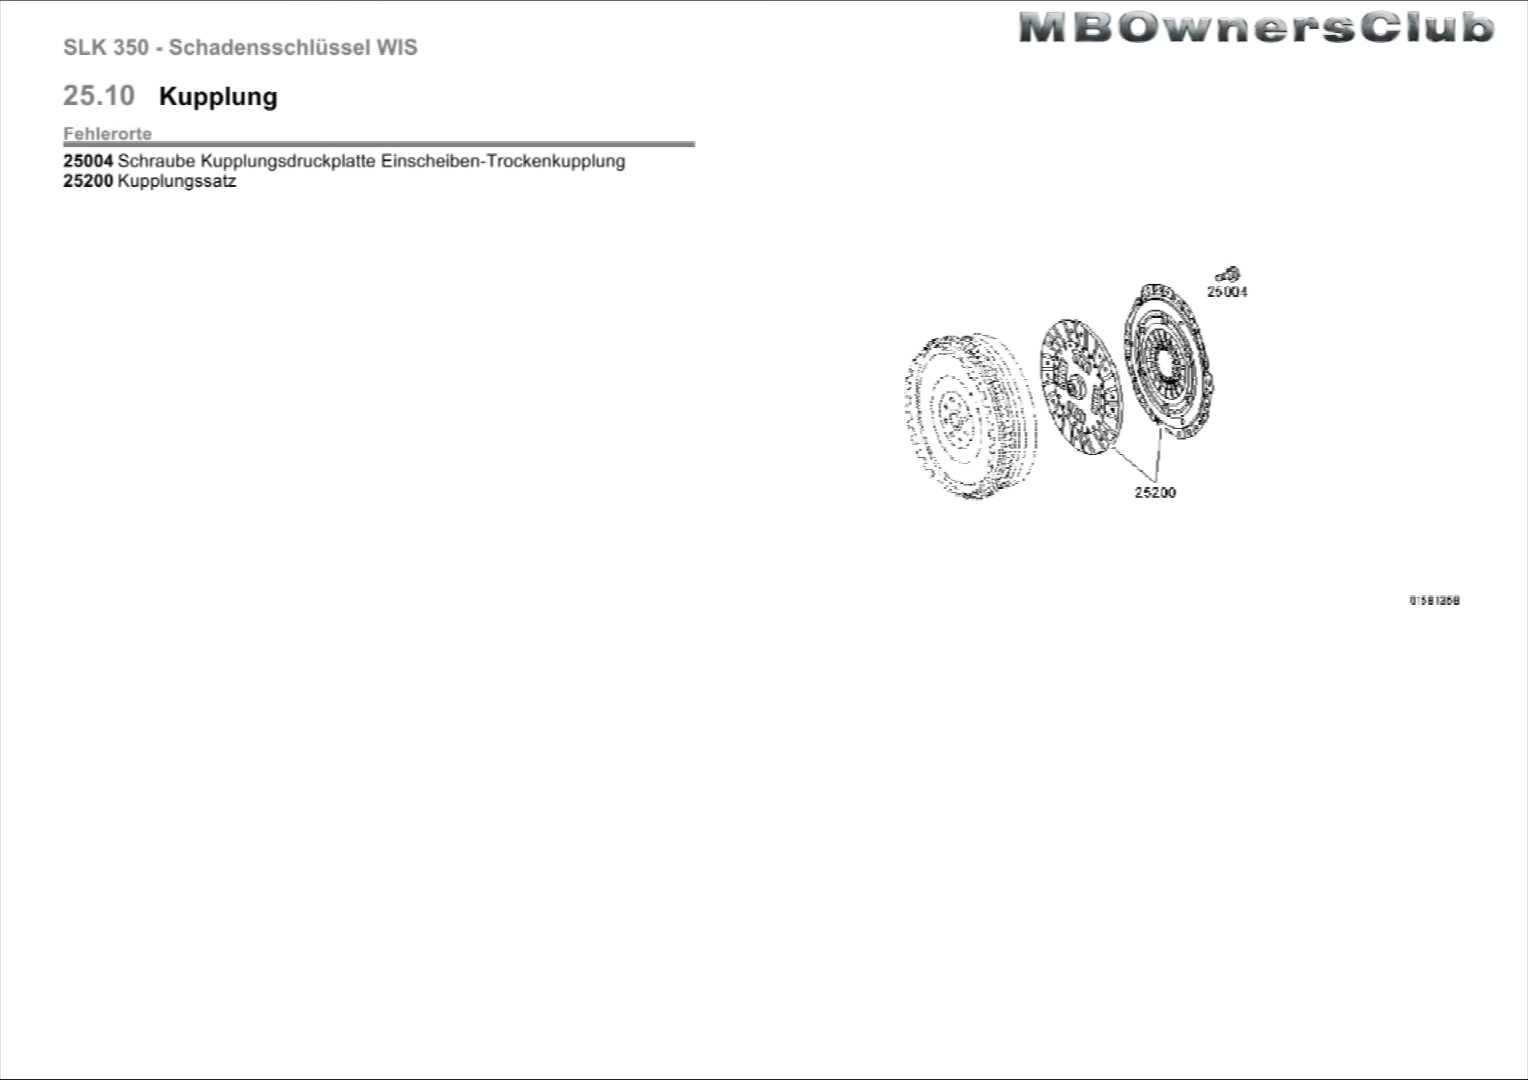 MBOwnersClub
SLK 350 - Schadensschlüssel WIS
25.10 Kupplung
Fehlerorte
25004 Schraube Kupplungsdruckplatte Einscheiben-Trockenkupplung
25200 Kupplungssatz
25004
25200